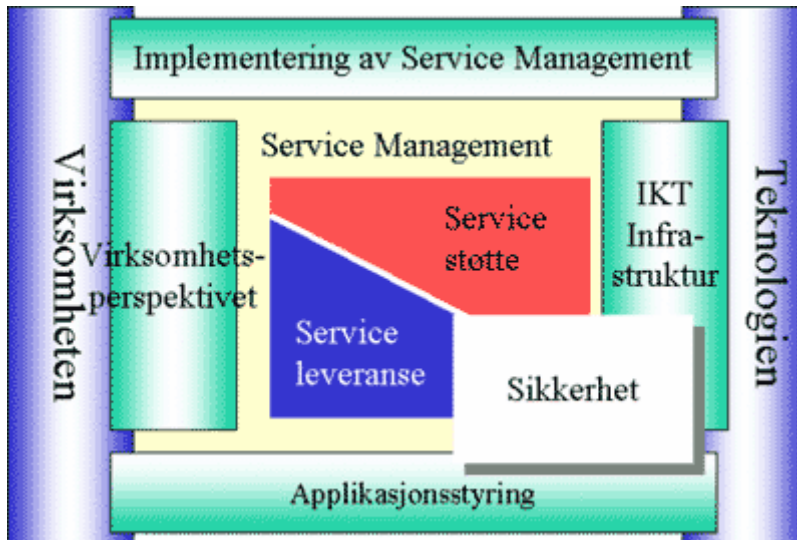 Implementering av Service Management
Virksomheten
Service Management
Teknologien
Virksomhets-
perspektivet
Service
støtte
IKT
Infra-
struktur
Service
leveranse
Sikkerhet
Applikasjonsstyring